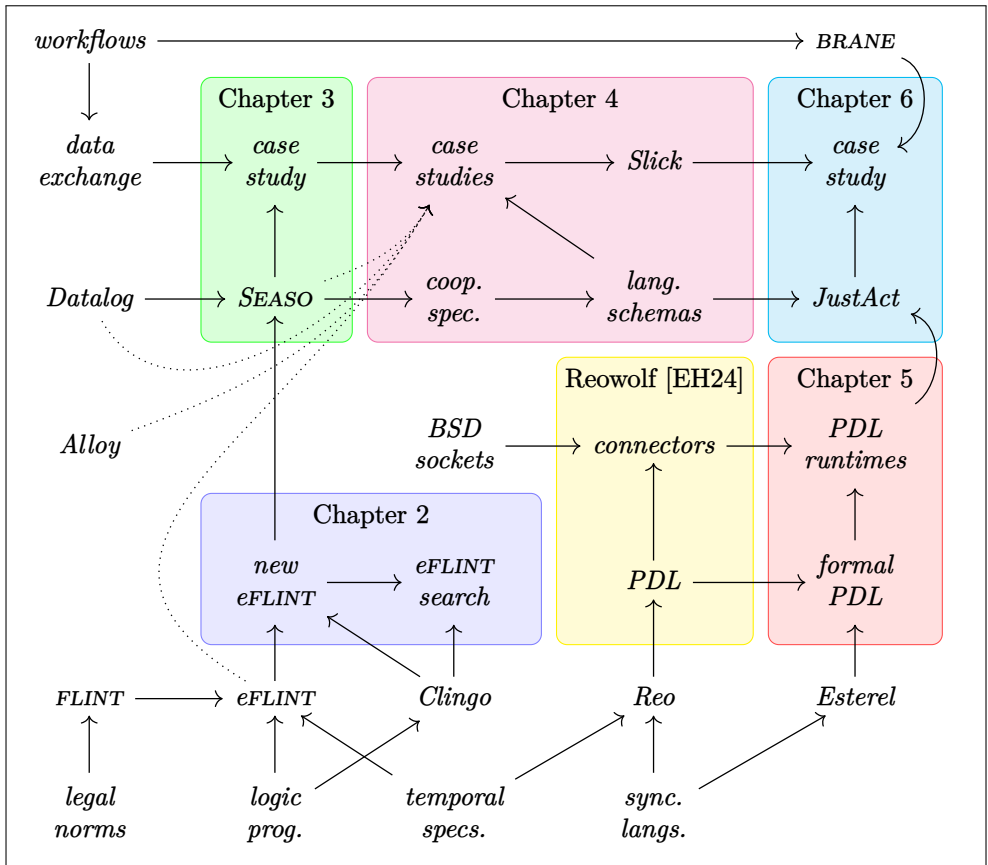 workflows
BRANE
Chapter 3
Chapter 4
Chapter 6
data
exchange
case
study
case
studies
Slick
case
study
Datalog
SEASO
coop.
spec.
lang.
schemas
JustAct
Reowolf [EH24]
Chapter 5
Alloy
BSD
sockets
connectors
PDL
runtimes
Chapter 2
new
eFLINT
eFLINT
search
PDL
formal
PDL
FLINT
eFLINT
Clingo
Reo
Esterel
legal
norms
logic
prog.
temporal
specs.
sync.
langs.